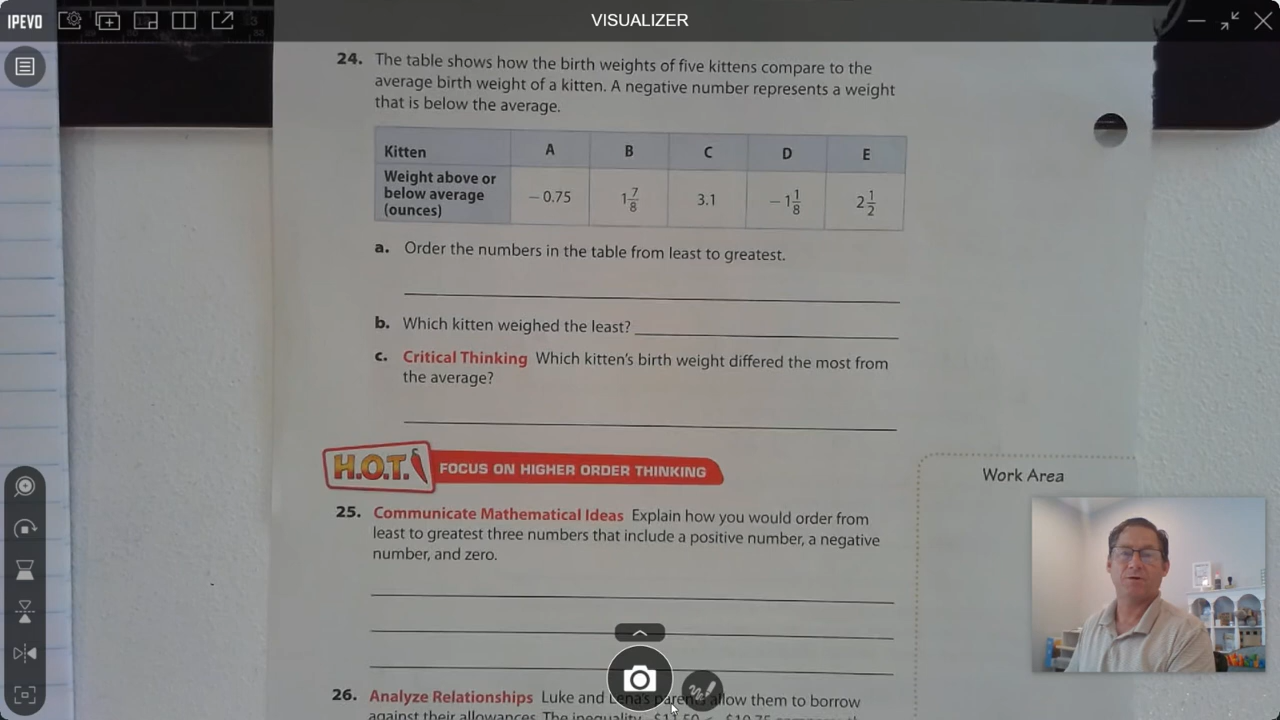 IPEVO
VISUALIZER
24. The table shows how the birth weights of five kittens compare to the
average birth weight of a kitten. A negative number represents a weight
that is below the average.
Kitten A B C D E
Weight above or
below average
(ounces)
− 0.75 1 7/8 3.1 − 1 1/8 2 1/2
a. Order the numbers in the table from least to greatest.
b. Which kitten weighed the least?
c. Critical Thinking Which kitten's birth weight differed the most from
the average?
H.O.T. FOCUS ON HIGHER ORDER THINKING
Work Area
25. Communicate Mathematical Ideas Explain how you would order from
least to greatest three numbers that include a positive number, a negative
number, and zero.
26. Analyze Relationships Luke and Lena's parents allow them to borrow
against their allowances. The inequality